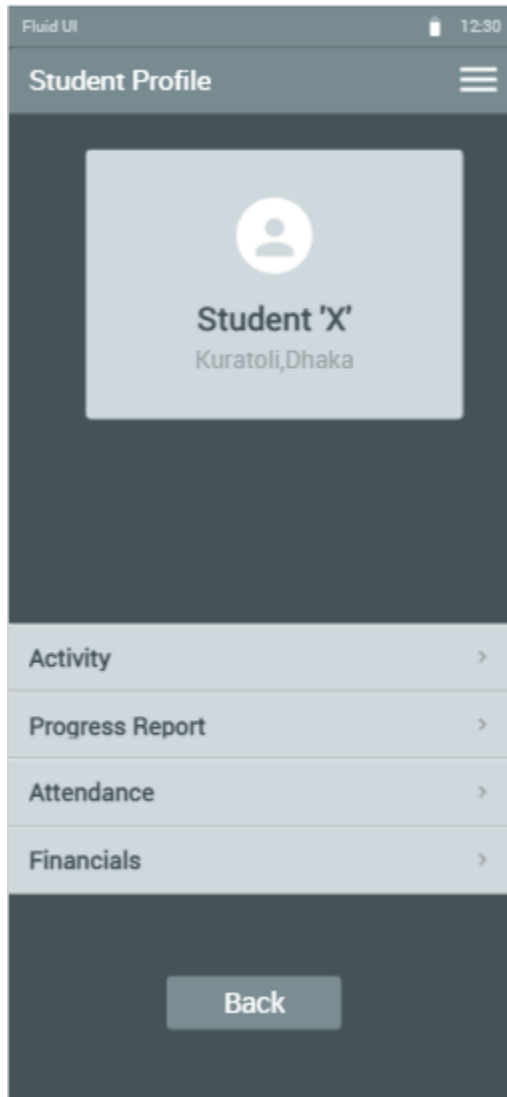 Fluid UI 12:30
Student Profile
Student 'X'
Kuratoli,Dhaka
Activity
Progress Report
Attendance
Financials
Back